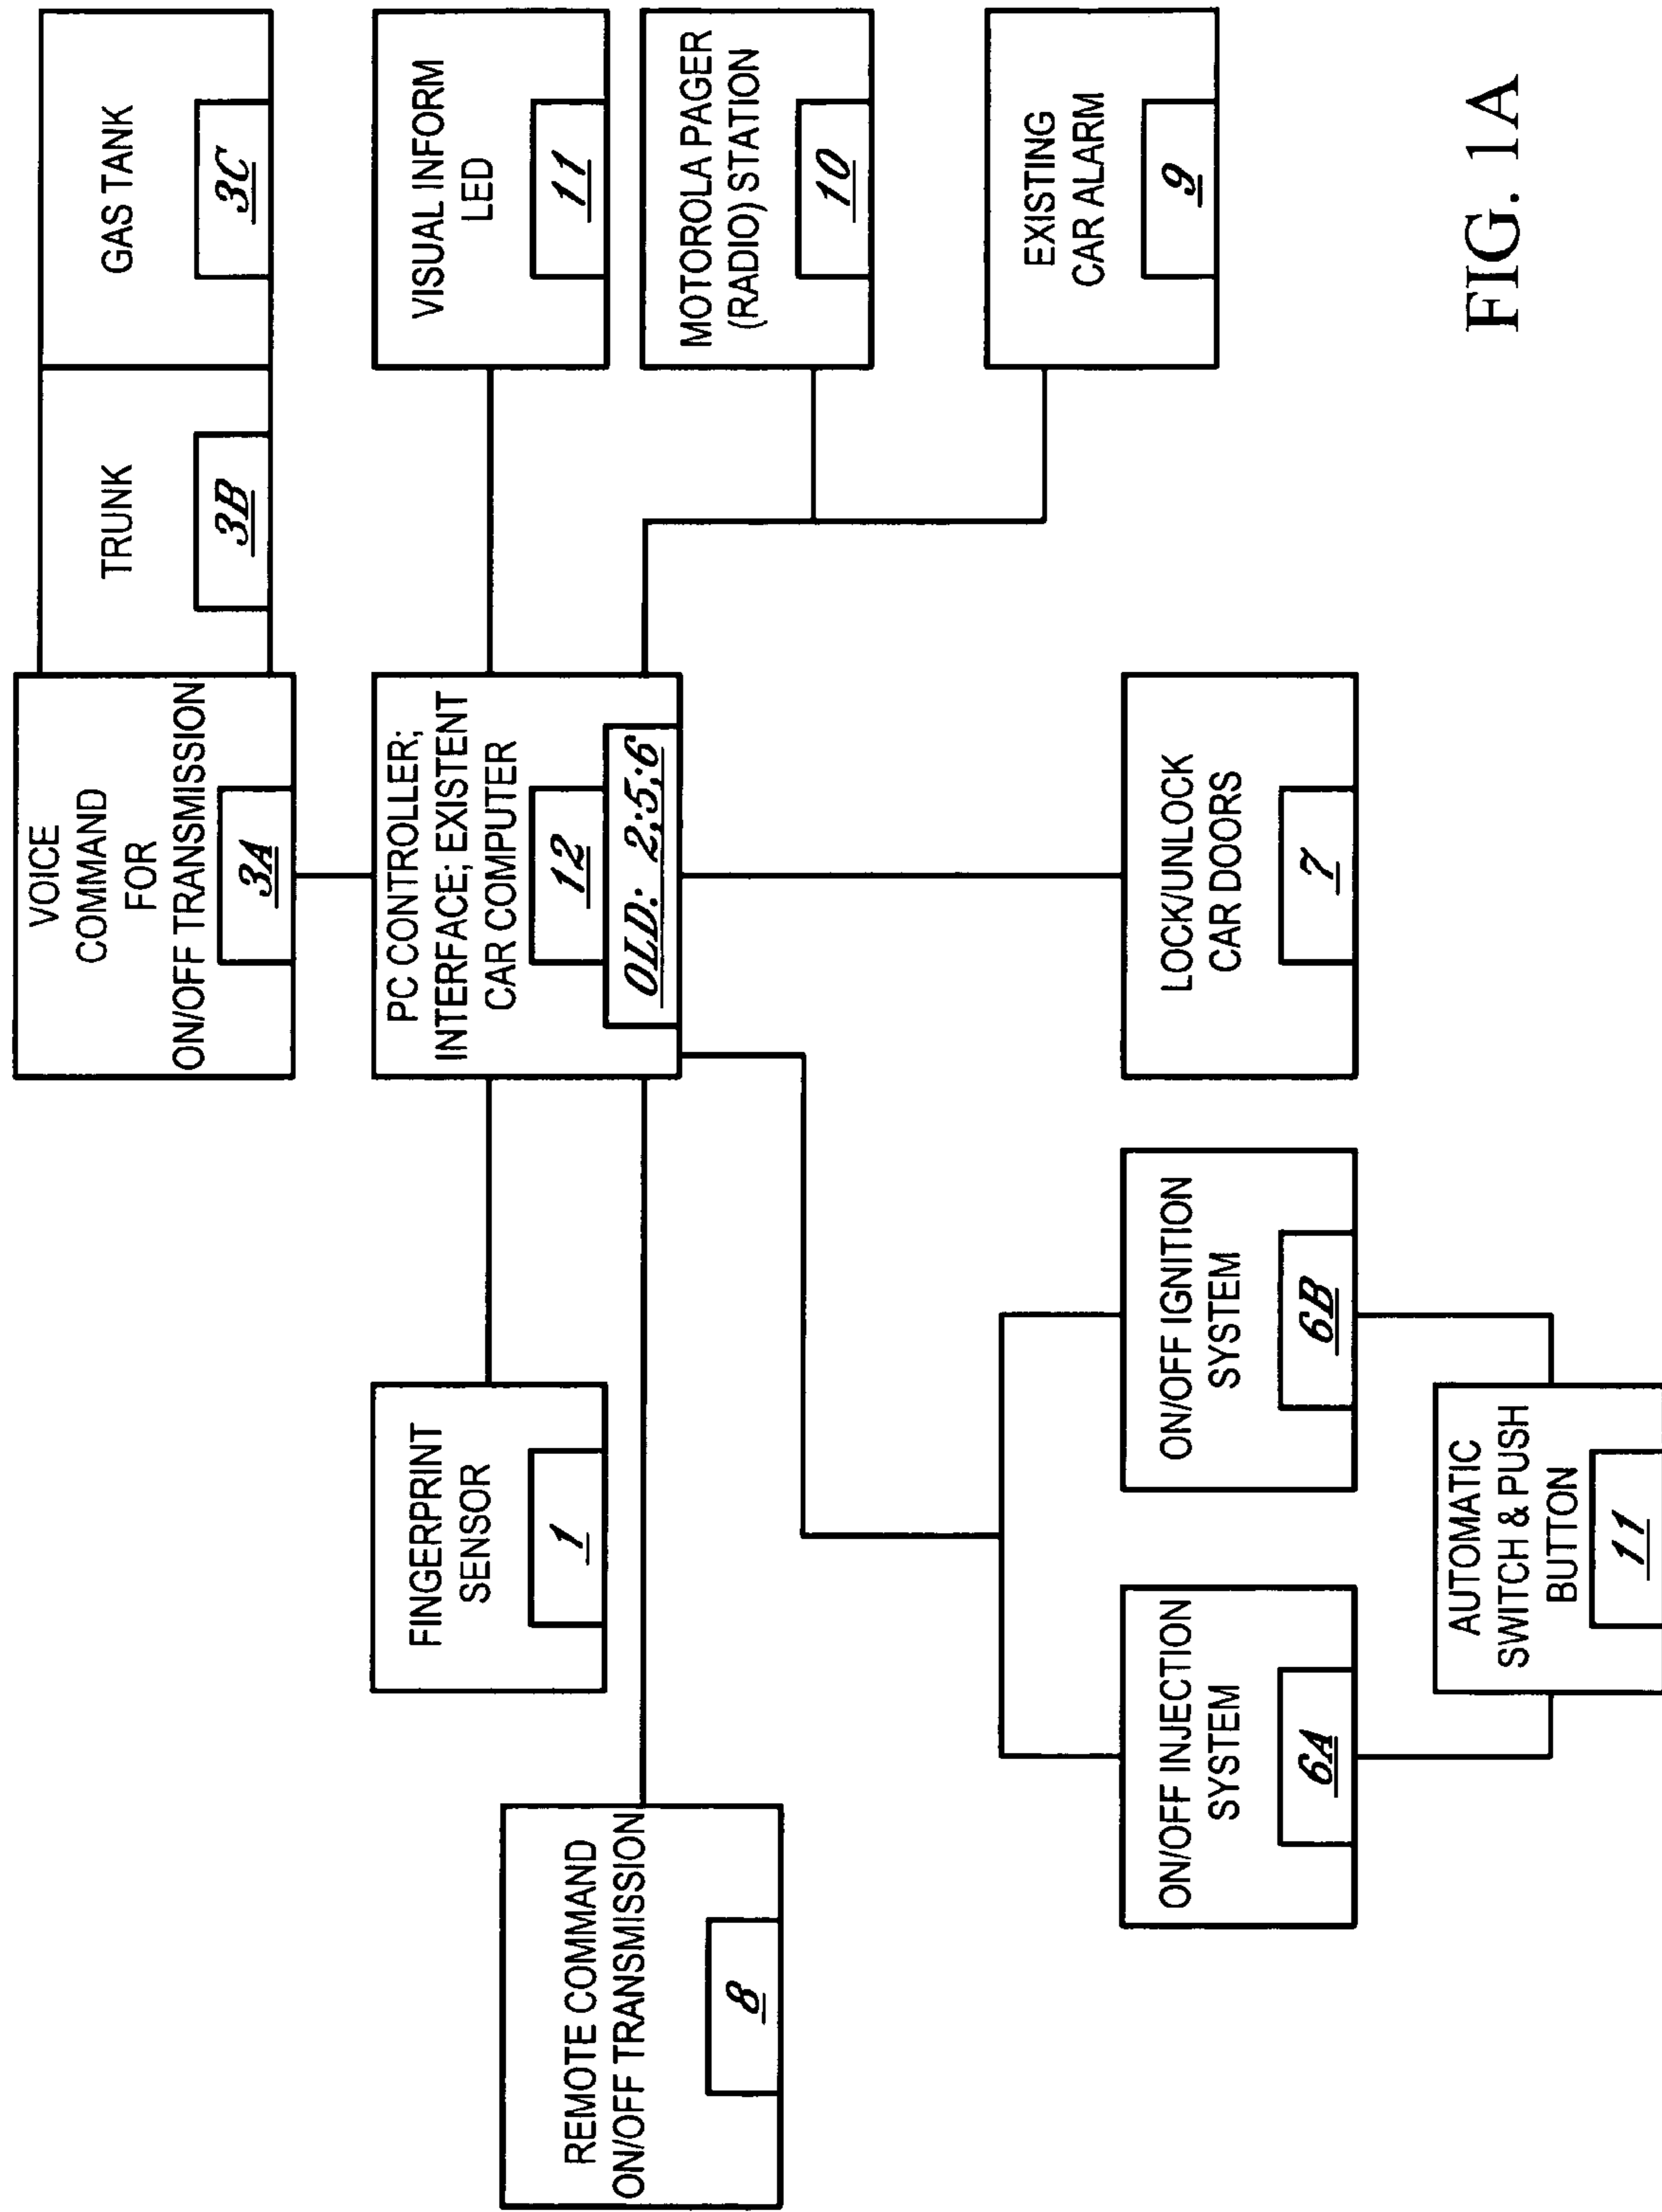 VOICE
COMMAND
FOR
ON/OFF TRANSMISSION
3A
TRUNK
3B
GAS TANK
3C
REMOTE COMMAND
ON/OFF TRANSMISSION
8
FINGERPRINT
SENSOR
1
PC CONTROLLER;
INTERFACE; EXISTENT
CAR COMPUTER
12
OLD. 2;5;6
VISUAL INFORM
LED
11
MOTOROLA PAGER
(RADIO) STATION
10
EXISTING
CAR ALARM
9
ON/OFF INJECTION
SYSTEM
6A
ON/OFF IGNITION
SYSTEM
6B
LOCK/UNLOCK
CAR DOORS
7
AUTOMATIC
SWITCH & PUSH
BUTTON
11
FIG. 1A